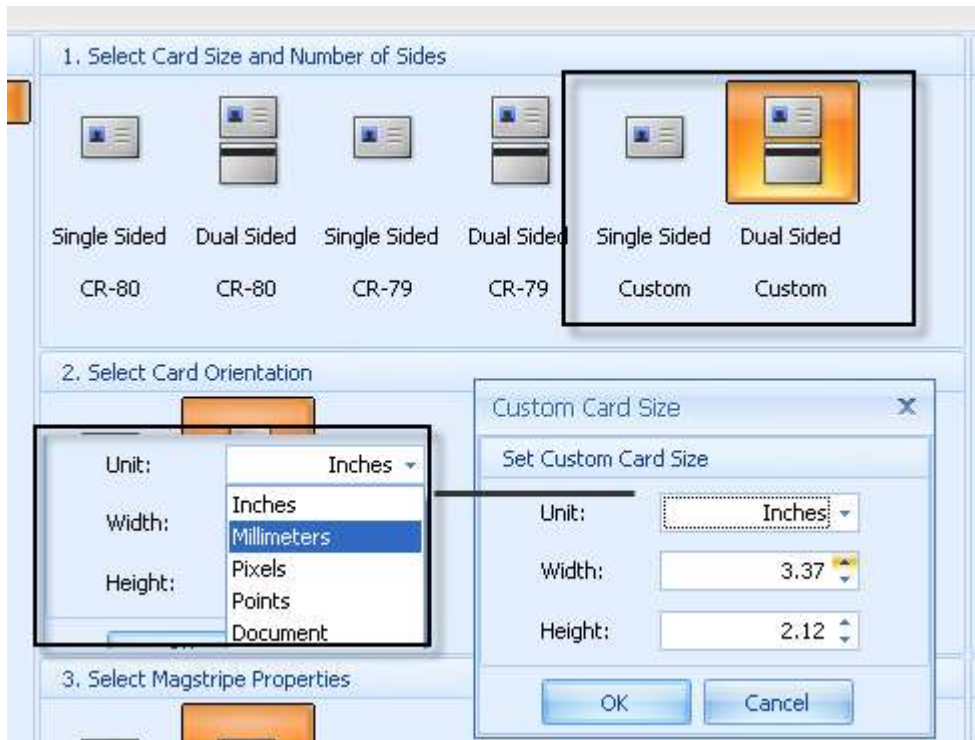 1. Select Card Size and Number of Sides
Single Sided Dual Sided Single Sided Dual Sided Single Sided Dual Sided
CR-80 CR-80 CR-79 CR-79 Custom Custom
2. Select Card Orientation
Unit: Inches
Inches
Width:
Millimeters
Pixels
Height:
Points
Document
Custom Card Size
Set Custom Card Size
Unit: Inches
Width: 3.37
Height: 2.12
OK Cancel
3. Select Magstripe Properties